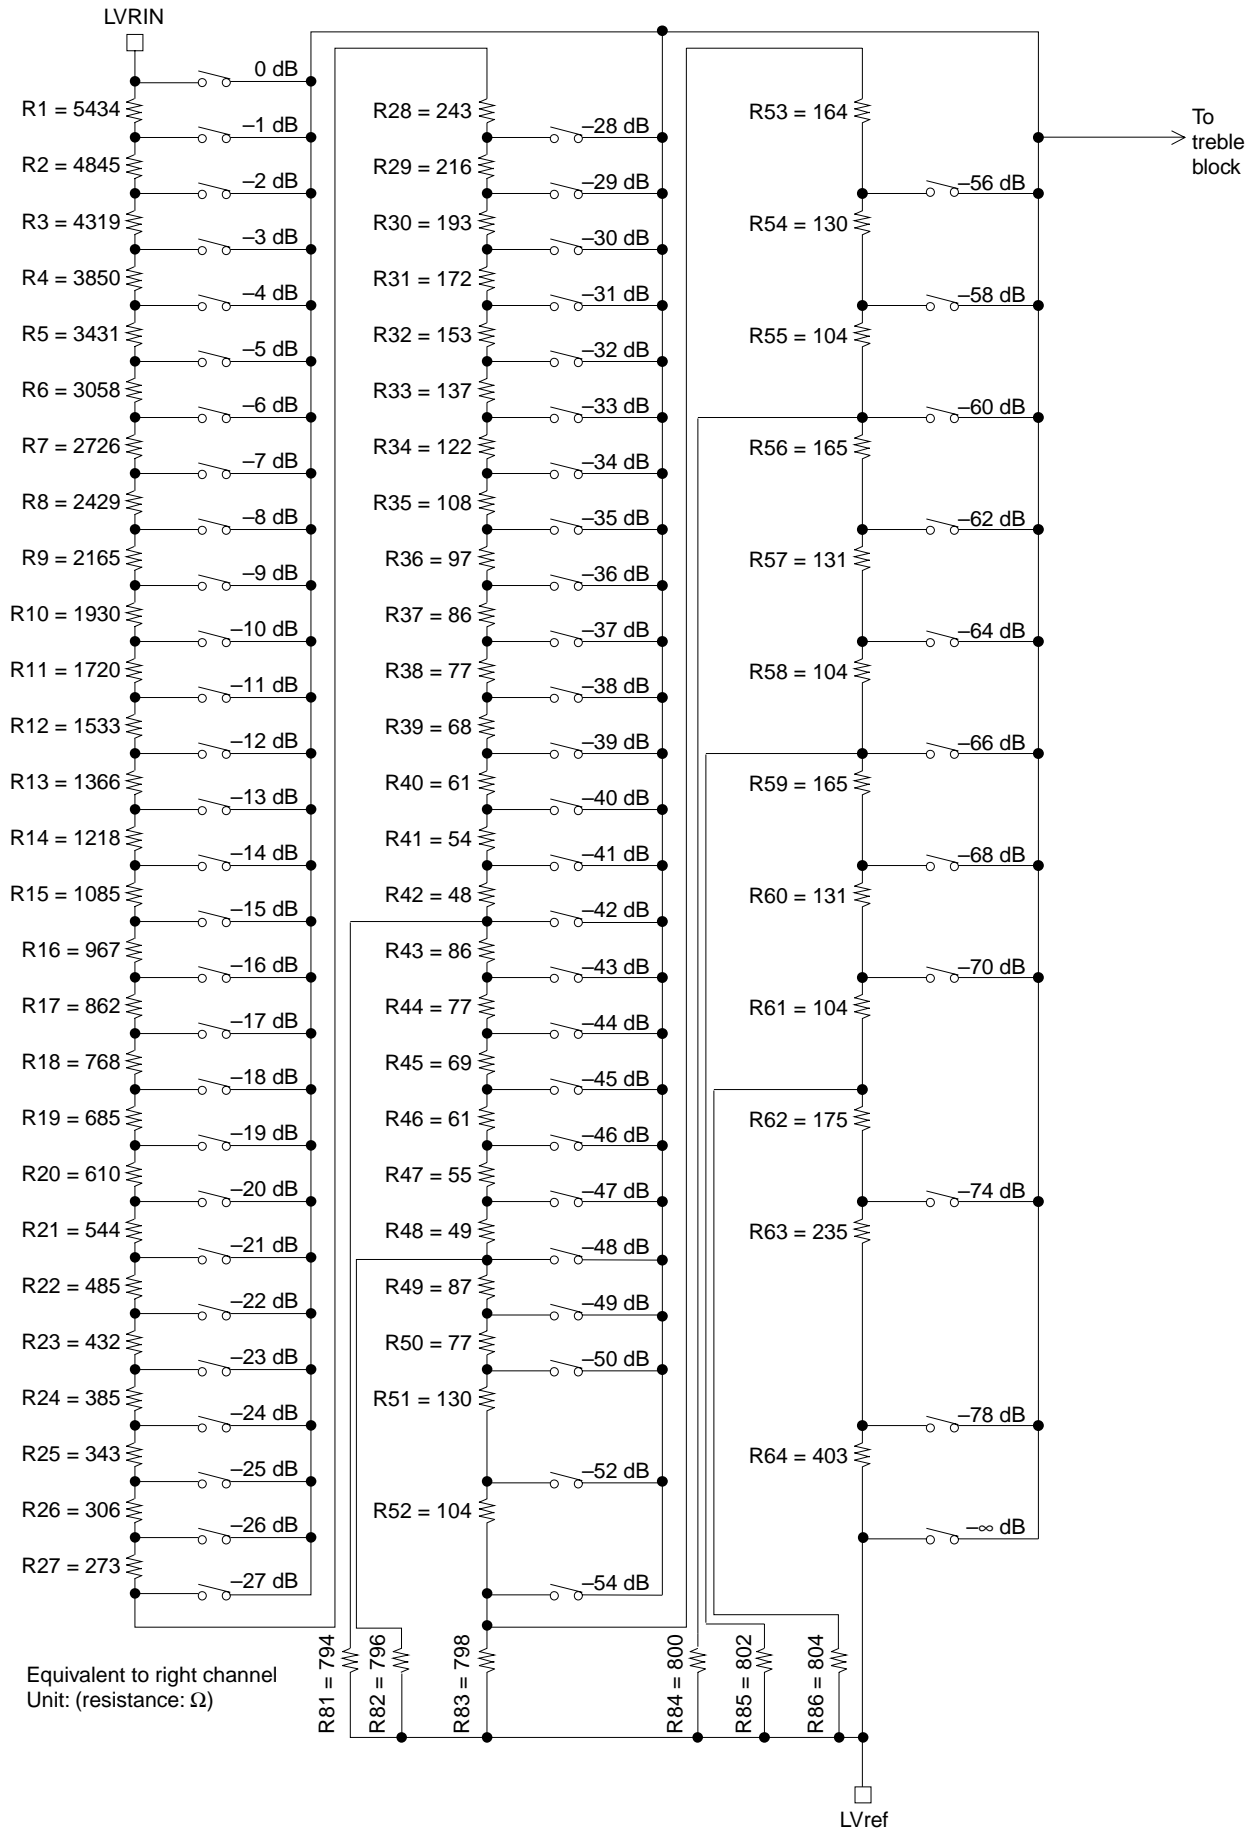 LVRIN
0 dB
R1 = 5434
–1 dB
R2 = 4845
–2 dB
R3 = 4319
–3 dB
R4 = 3850
–4 dB
R5 = 3431
–5 dB
R6 = 3058
–6 dB
R7 = 2726
–7 dB
R8 = 2429
–8 dB
R9 = 2165
–9 dB
R10 = 1930
–10 dB
R11 = 1720
–11 dB
R12 = 1533
–12 dB
R13 = 1366
–13 dB
R14 = 1218
–14 dB
R15 = 1085
–15 dB
R16 = 967
–16 dB
R17 = 862
–17 dB
R18 = 768
–18 dB
R19 = 685
–19 dB
R20 = 610
–20 dB
R21 = 544
–21 dB
R22 = 485
–22 dB
R23 = 432
–23 dB
R24 = 385
–24 dB
R25 = 343
–25 dB
R26 = 306
–26 dB
R27 = 273
–27 dB
R28 = 243
–28 dB
R29 = 216
–29 dB
R30 = 193
–30 dB
R31 = 172
–31 dB
R32 = 153
–32 dB
R33 = 137
–33 dB
R34 = 122
–34 dB
R35 = 108
–35 dB
R36 = 97
–36 dB
R37 = 86
–37 dB
R38 = 77
–38 dB
R39 = 68
–39 dB
R40 = 61
–40 dB
R41 = 54
–41 dB
R42 = 48
–42 dB
R43 = 86
–43 dB
R44 = 77
–44 dB
R45 = 69
–45 dB
R46 = 61
–46 dB
R47 = 55
–47 dB
R48 = 49
–48 dB
R49 = 87
–49 dB
R50 = 77
–50 dB
R51 = 130
–52 dB
R52 = 104
–54 dB
R53 = 164
–56 dB
R54 = 130
–58 dB
R55 = 104
–60 dB
R56 = 165
–62 dB
R57 = 131
–64 dB
R58 = 104
–66 dB
R59 = 165
–68 dB
R60 = 131
–70 dB
R61 = 104
R62 = 175
–74 dB
R63 = 235
–78 dB
R64 = 403
–∞ dB
To
treble
block
R81 = 794
R82 = 796
R83 = 798
R84 = 800
R85 = 802
R86 = 804
Equivalent to right channel
Unit: (resistance: Ω)
LVref